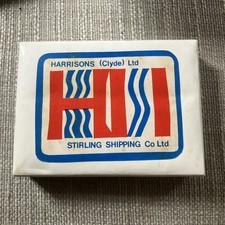 HARRISONS (Clyde) Ltd
STIRLING SHIPPING Co Ltd